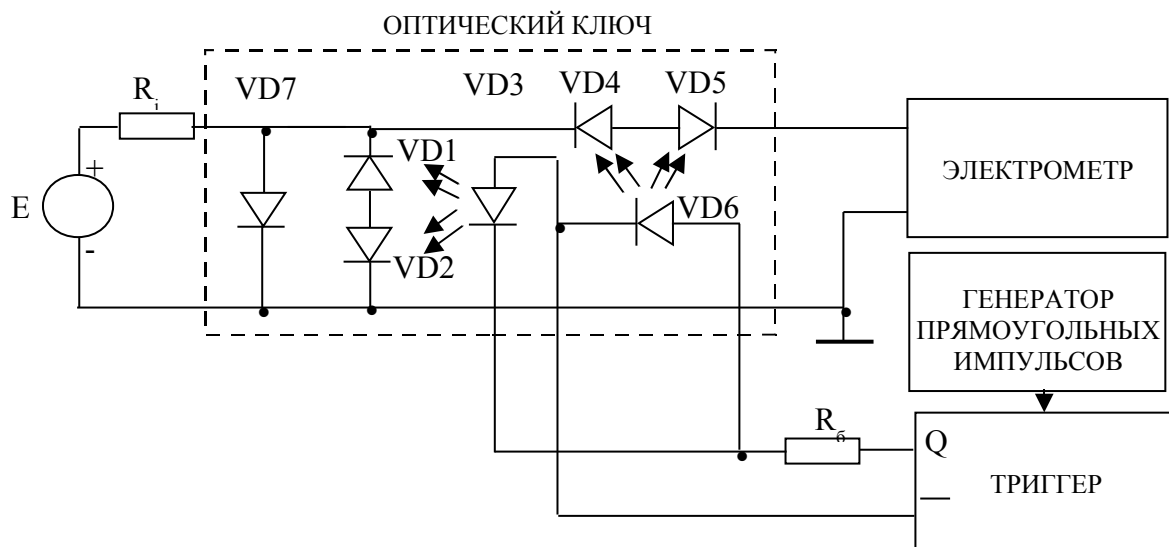 ОПТИЧЕСКИЙ КЛЮЧ
R i
VD7
VD3
VD4
VD5
+
E
-
VD1
VD2
VD6
ЭЛЕКТРОМЕТР
ГЕНЕРАТОР
ПРЯМОУГОЛЬНЫХ
ИМПУЛЬСОВ
R б
Q
ТРИГГЕР